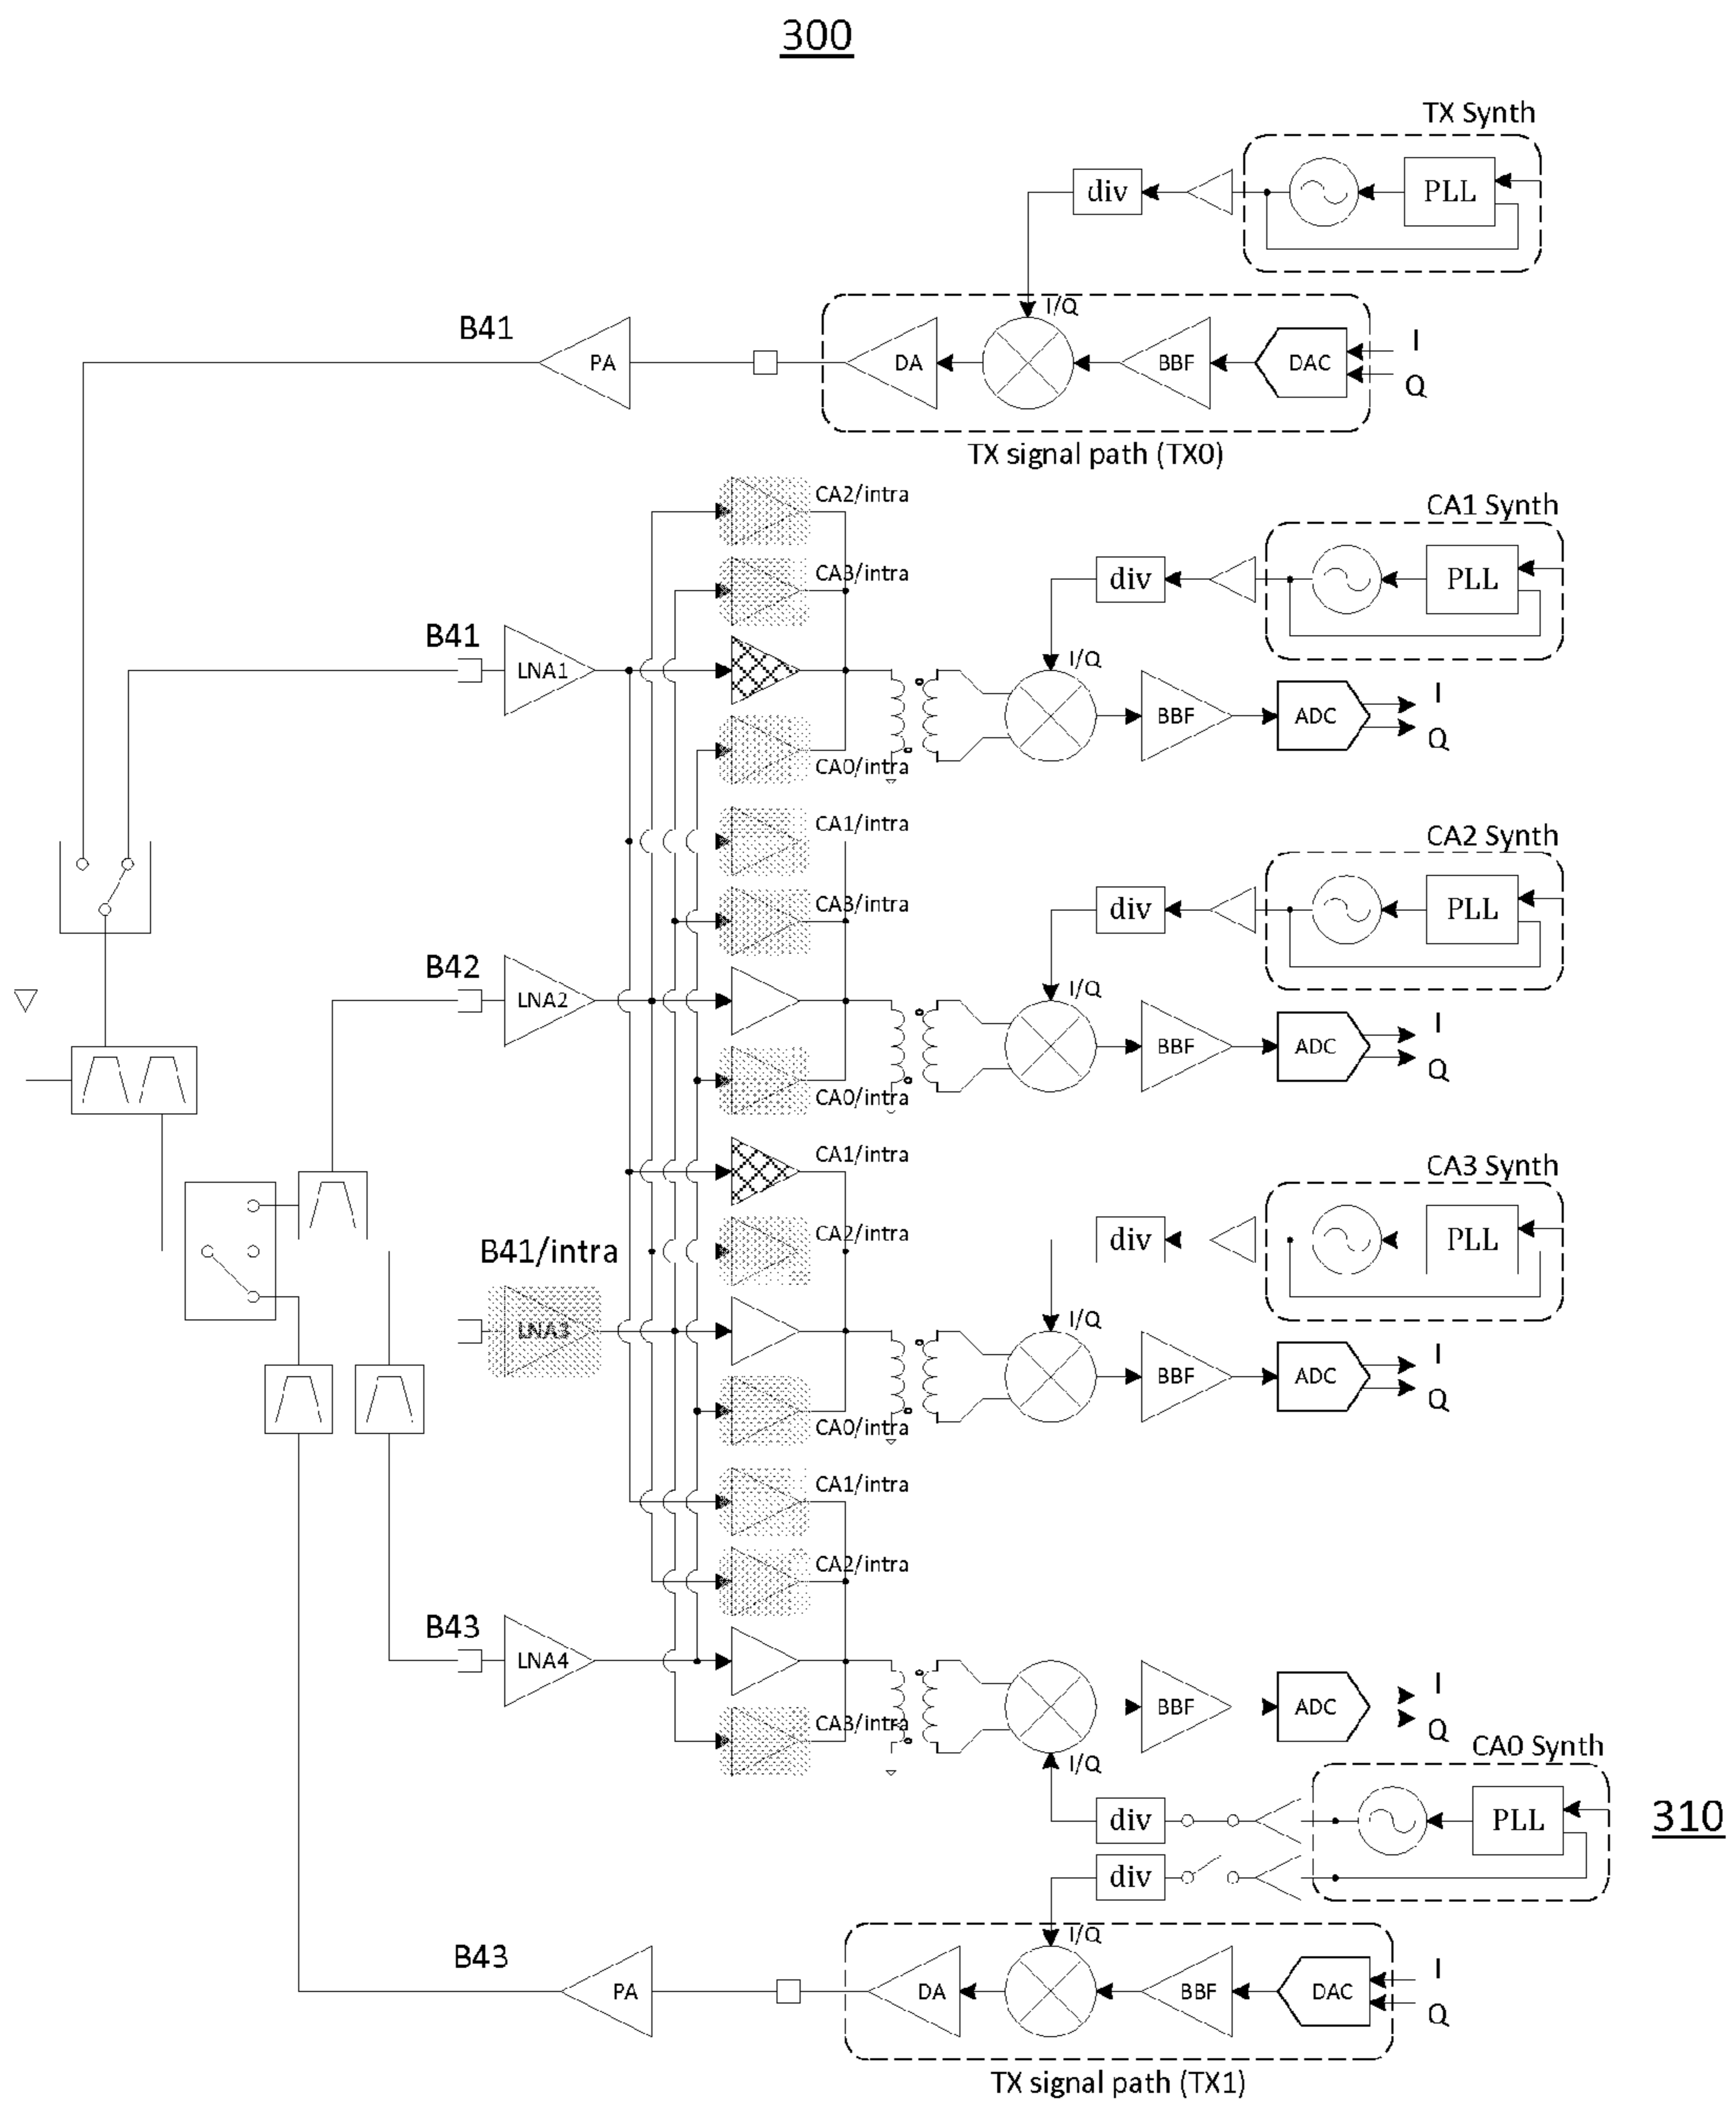 300
TX Synth
div
PLL
I/Q
B41
PA
DA
BBF
DAC
I
Q
TX signal path (TX0)
CA2/intra
CA1 Synth
CA3/intra
div
PLL
B41
LNA1
I/Q
BBF
ADC
I
Q
CA0/intra
CA1/intra
CA2 Synth
CA3/intra
div
PLL
B42
LNA2
I/Q
BBF
ADC
I
Q
CA0/intra
CA1/intra
CA3 Synth
CA2/intra
div
PLL
B41/intra
LNA3
I/Q
BBF
ADC
I
Q
CA0/intra
CA1/intra
CA2/intra
B43
LNA4
BBF
ADC
I
Q
CA3/intra
CA0 Synth
I/Q
div
PLL
310
div
I/Q
B43
PA
DA
BBF
DAC
I
Q
TX signal path (TX1)